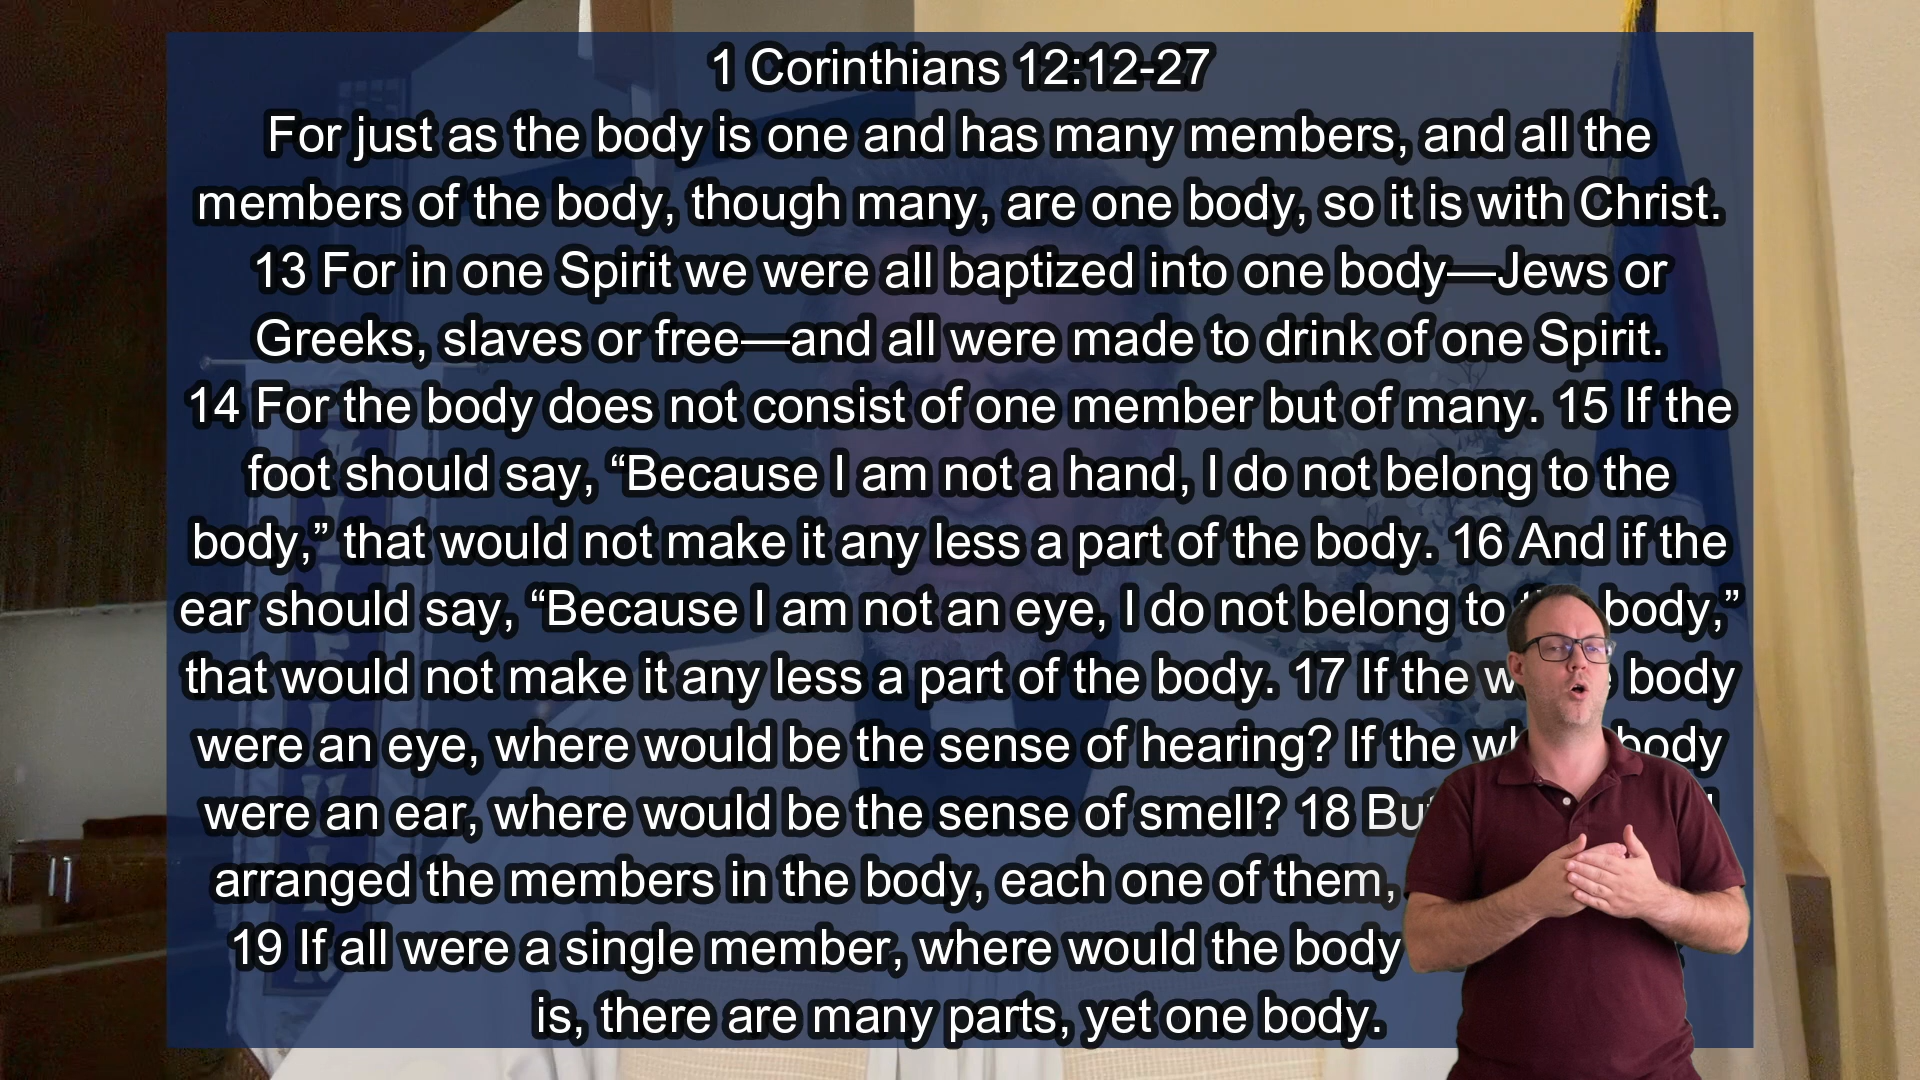 1 Corinthians 12:12-27
For just as the body is one and has many members, and all the
members of the body, though many, are one body, so it is with Christ.
13 For in one Spirit we were all baptized into one body—Jews or
Greeks, slaves or free—and all were made to drink of one Spirit.
14 For the body does not consist of one member but of many. 15 If the
foot should say, “Because I am not a hand, I do not belong to the
body,” that would not make it any less a part of the body. 16 And if the
ear should say, “Because I am not an eye, I do not belong to body,”
that would not make it any less a part of the body. 17 If the body
were an eye, where would be the sense of hearing? If the body
were an ear, where would be the sense of smell? 18
arranged the members in the body, each one of them,
19 If all were a single member, where would the body
is, there are many parts, yet one body.